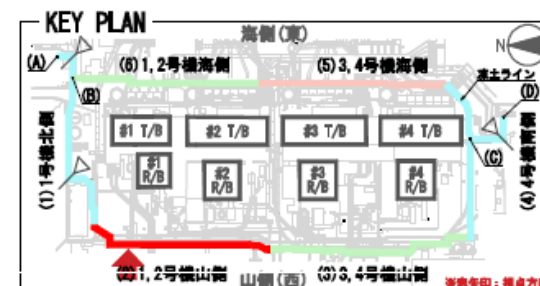 KEY PLAN
海側(東)
N
(A)
(6)1,2号機海側
(5)3,4号機海側
凍土ライン
(B)
(D)
#1 T/B
#2 T/B
#3 T/B
#4 T/B
(C)
(1)1号機北側
#1
R/B
#2
R/B
#3
R/B
#4
R/B
(4)4号機南側
(2)1,2号機山側
山側(西)
(3)3,4号機山側